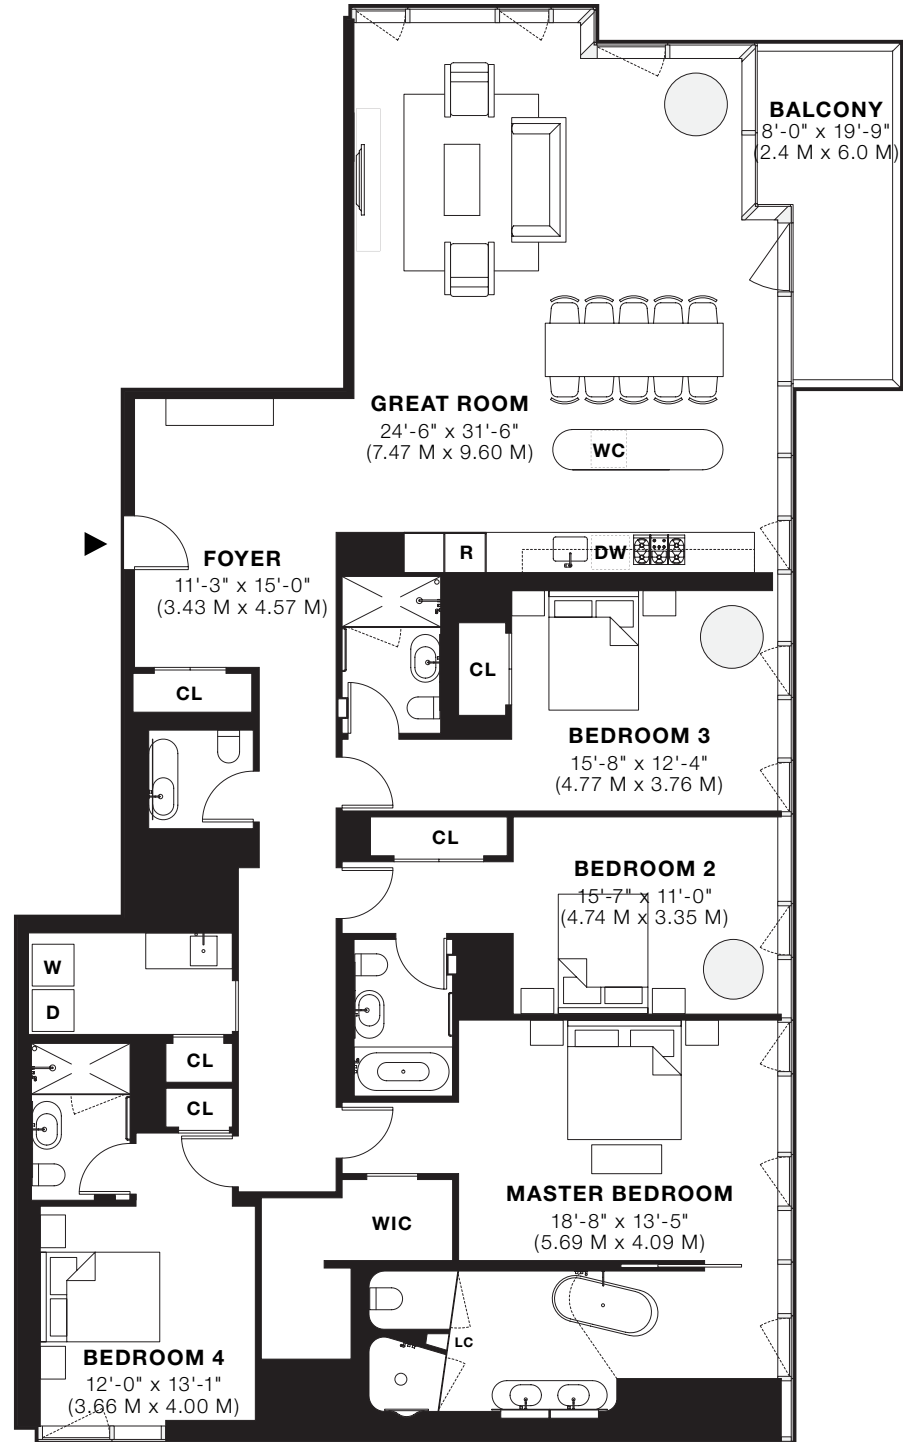 BALCONY
8'-0" x 19'-9"
(2.4 M x 6.0 M)
GREAT ROOM
24'-6" x 31'-6"
(7.47 M x 9.60 M)
WC
R
DW
FOYER
11'-3" x 15'-0"
(3.43 M x 4.57 M)
CL
CL
BEDROOM 3
15'-8" x 12'-4"
(4.77 M x 3.76 M)
CL
BEDROOM 2
15'-7" x 11'-0"
(4.74 M x 3.35 M)
W
D
CL
CL
MASTER BEDROOM
18'-8" x 13'-5"
(5.69 M x 4.09 M)
WIC
LC
BEDROOM 4
12'-0" x 13'-1"
(3.66 M x 4.00 M)